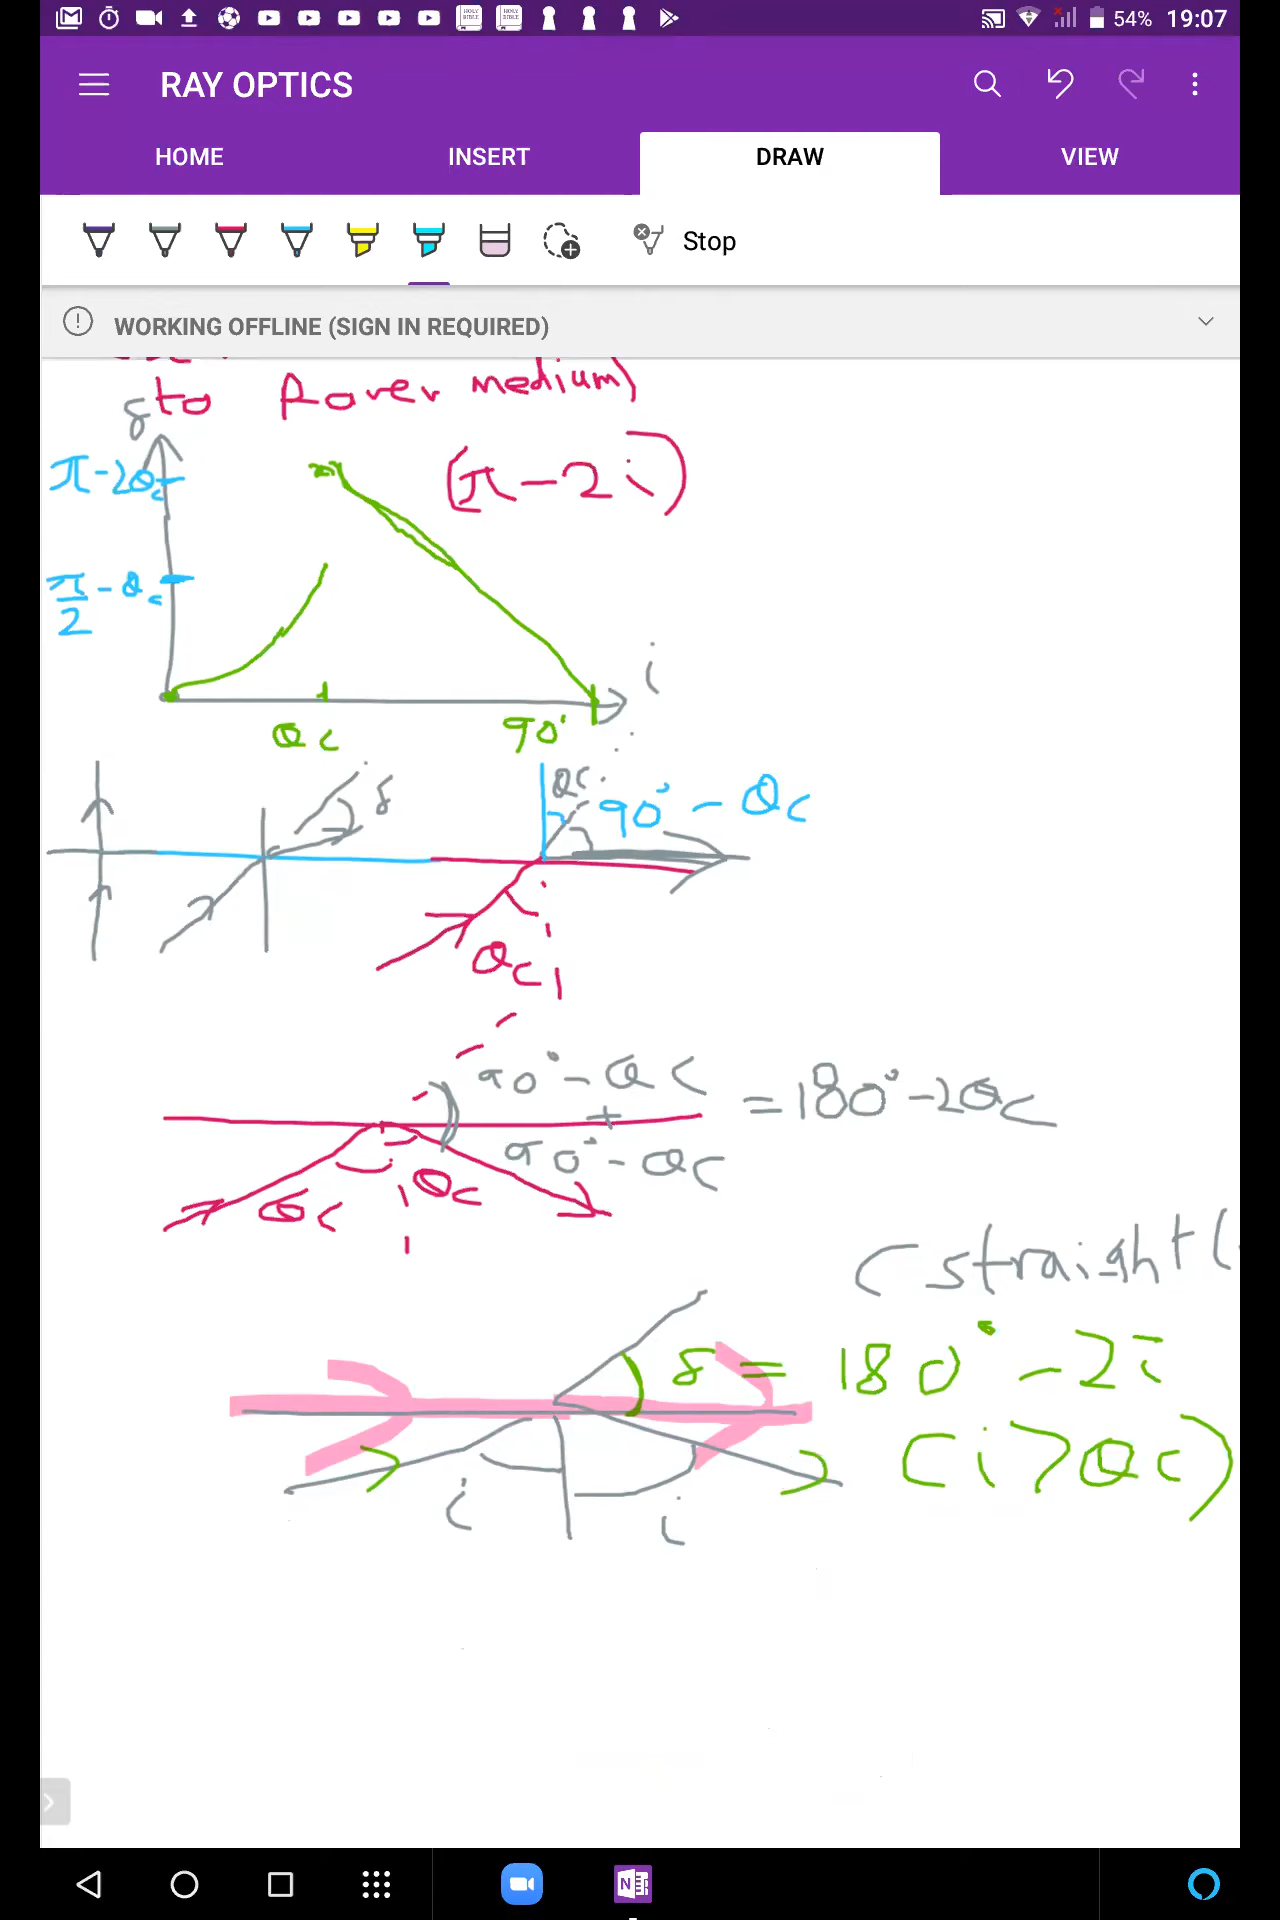 54% 19:07
RAY OPTICS
HOME INSERT DRAW VIEW
Stop
WORKING OFFLINE (SIGN IN REQUIRED)
to Rarer medium)
δ
π-2θc
(π-2i)
π/2-θc
i
θc 90°
δ
θc
90°-θc
θc
90°-θc
+
90°-θc
=180°-2θc
θc θc
(straight(
δ = 180°-2i
(i>θc)
i i